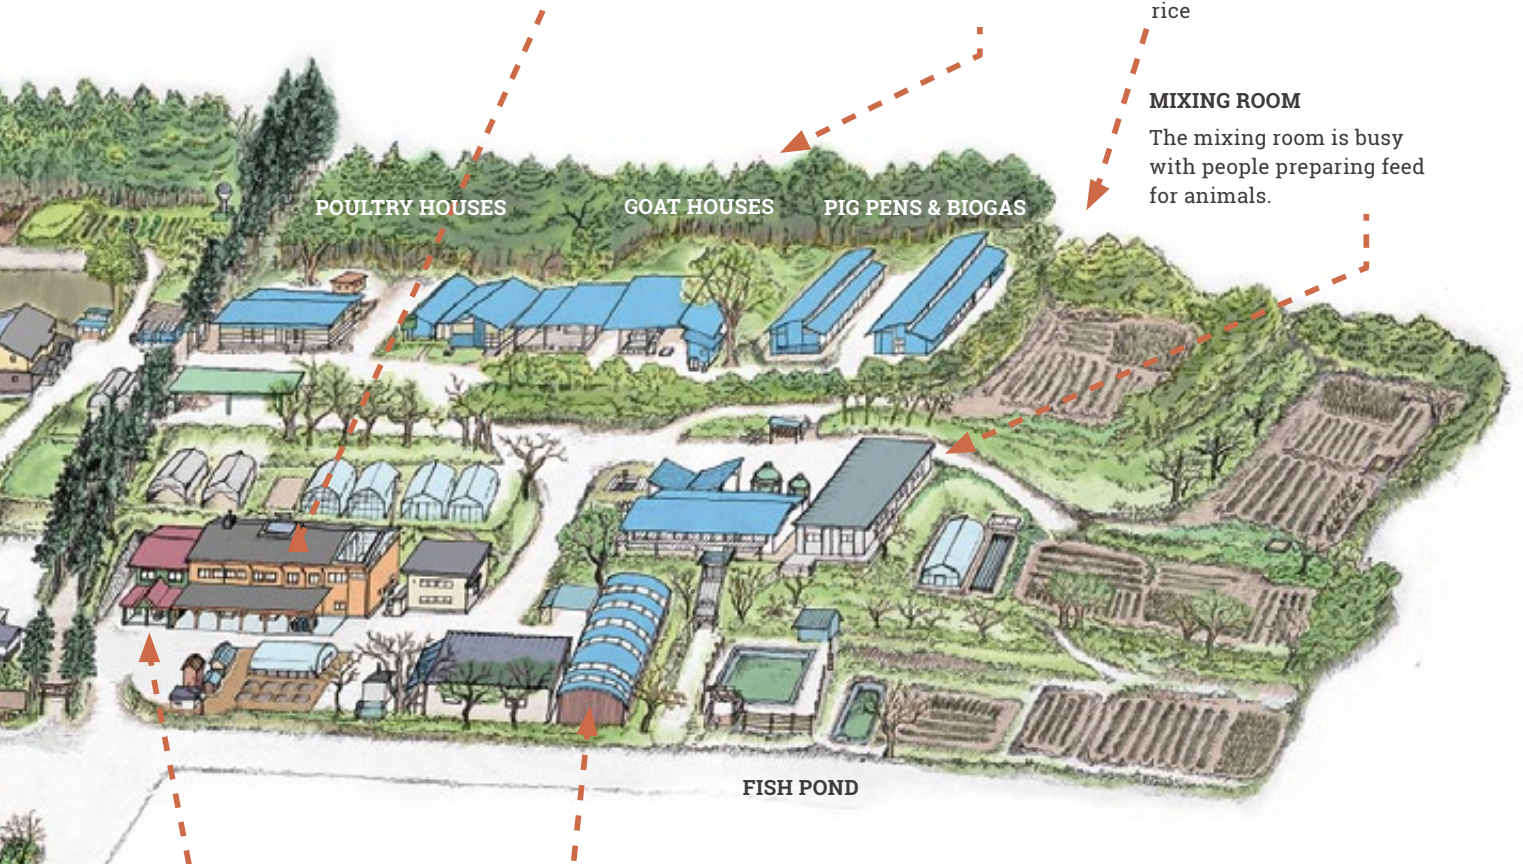 rice
MIXING ROOM
The mixing room is busy
with people preparing feed
for animals.
POULTRY HOUSES
GOAT HOUSES
PIG PENS & BIOGAS
FISH POND